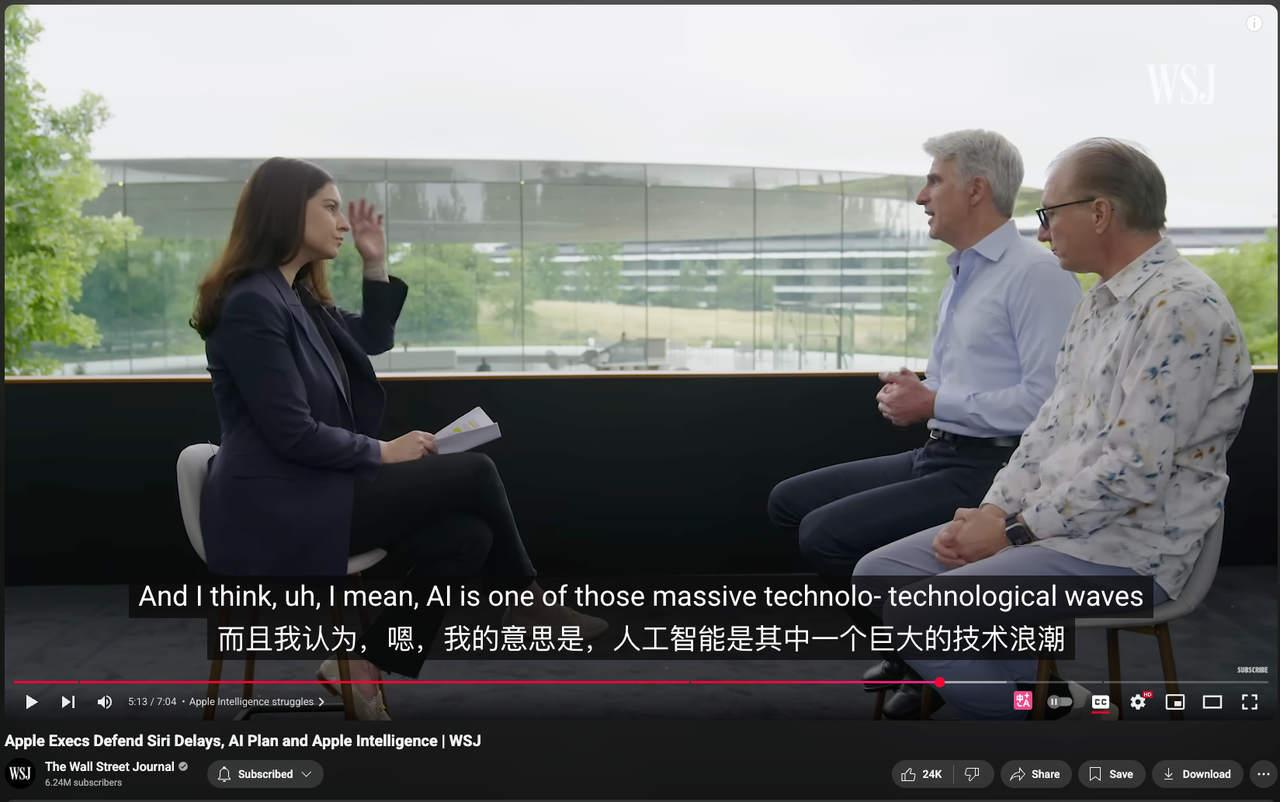 WSJ
And I think, uh, I mean, AI is one of those massive technolo- technological waves
而且我认为，嗯，我的意思是，人工智能是其中一个巨大的技术浪潮
SUBSCRIBE
5:13 / 7:04 • Apple Intelligence struggles
CC
HD
Apple Execs Defend Siri Delays, AI Plan and Apple Intelligence | WSJ
WSJ
The Wall Street Journal
6.24M subscribers
Subscribed
24K
Share
Save
Download